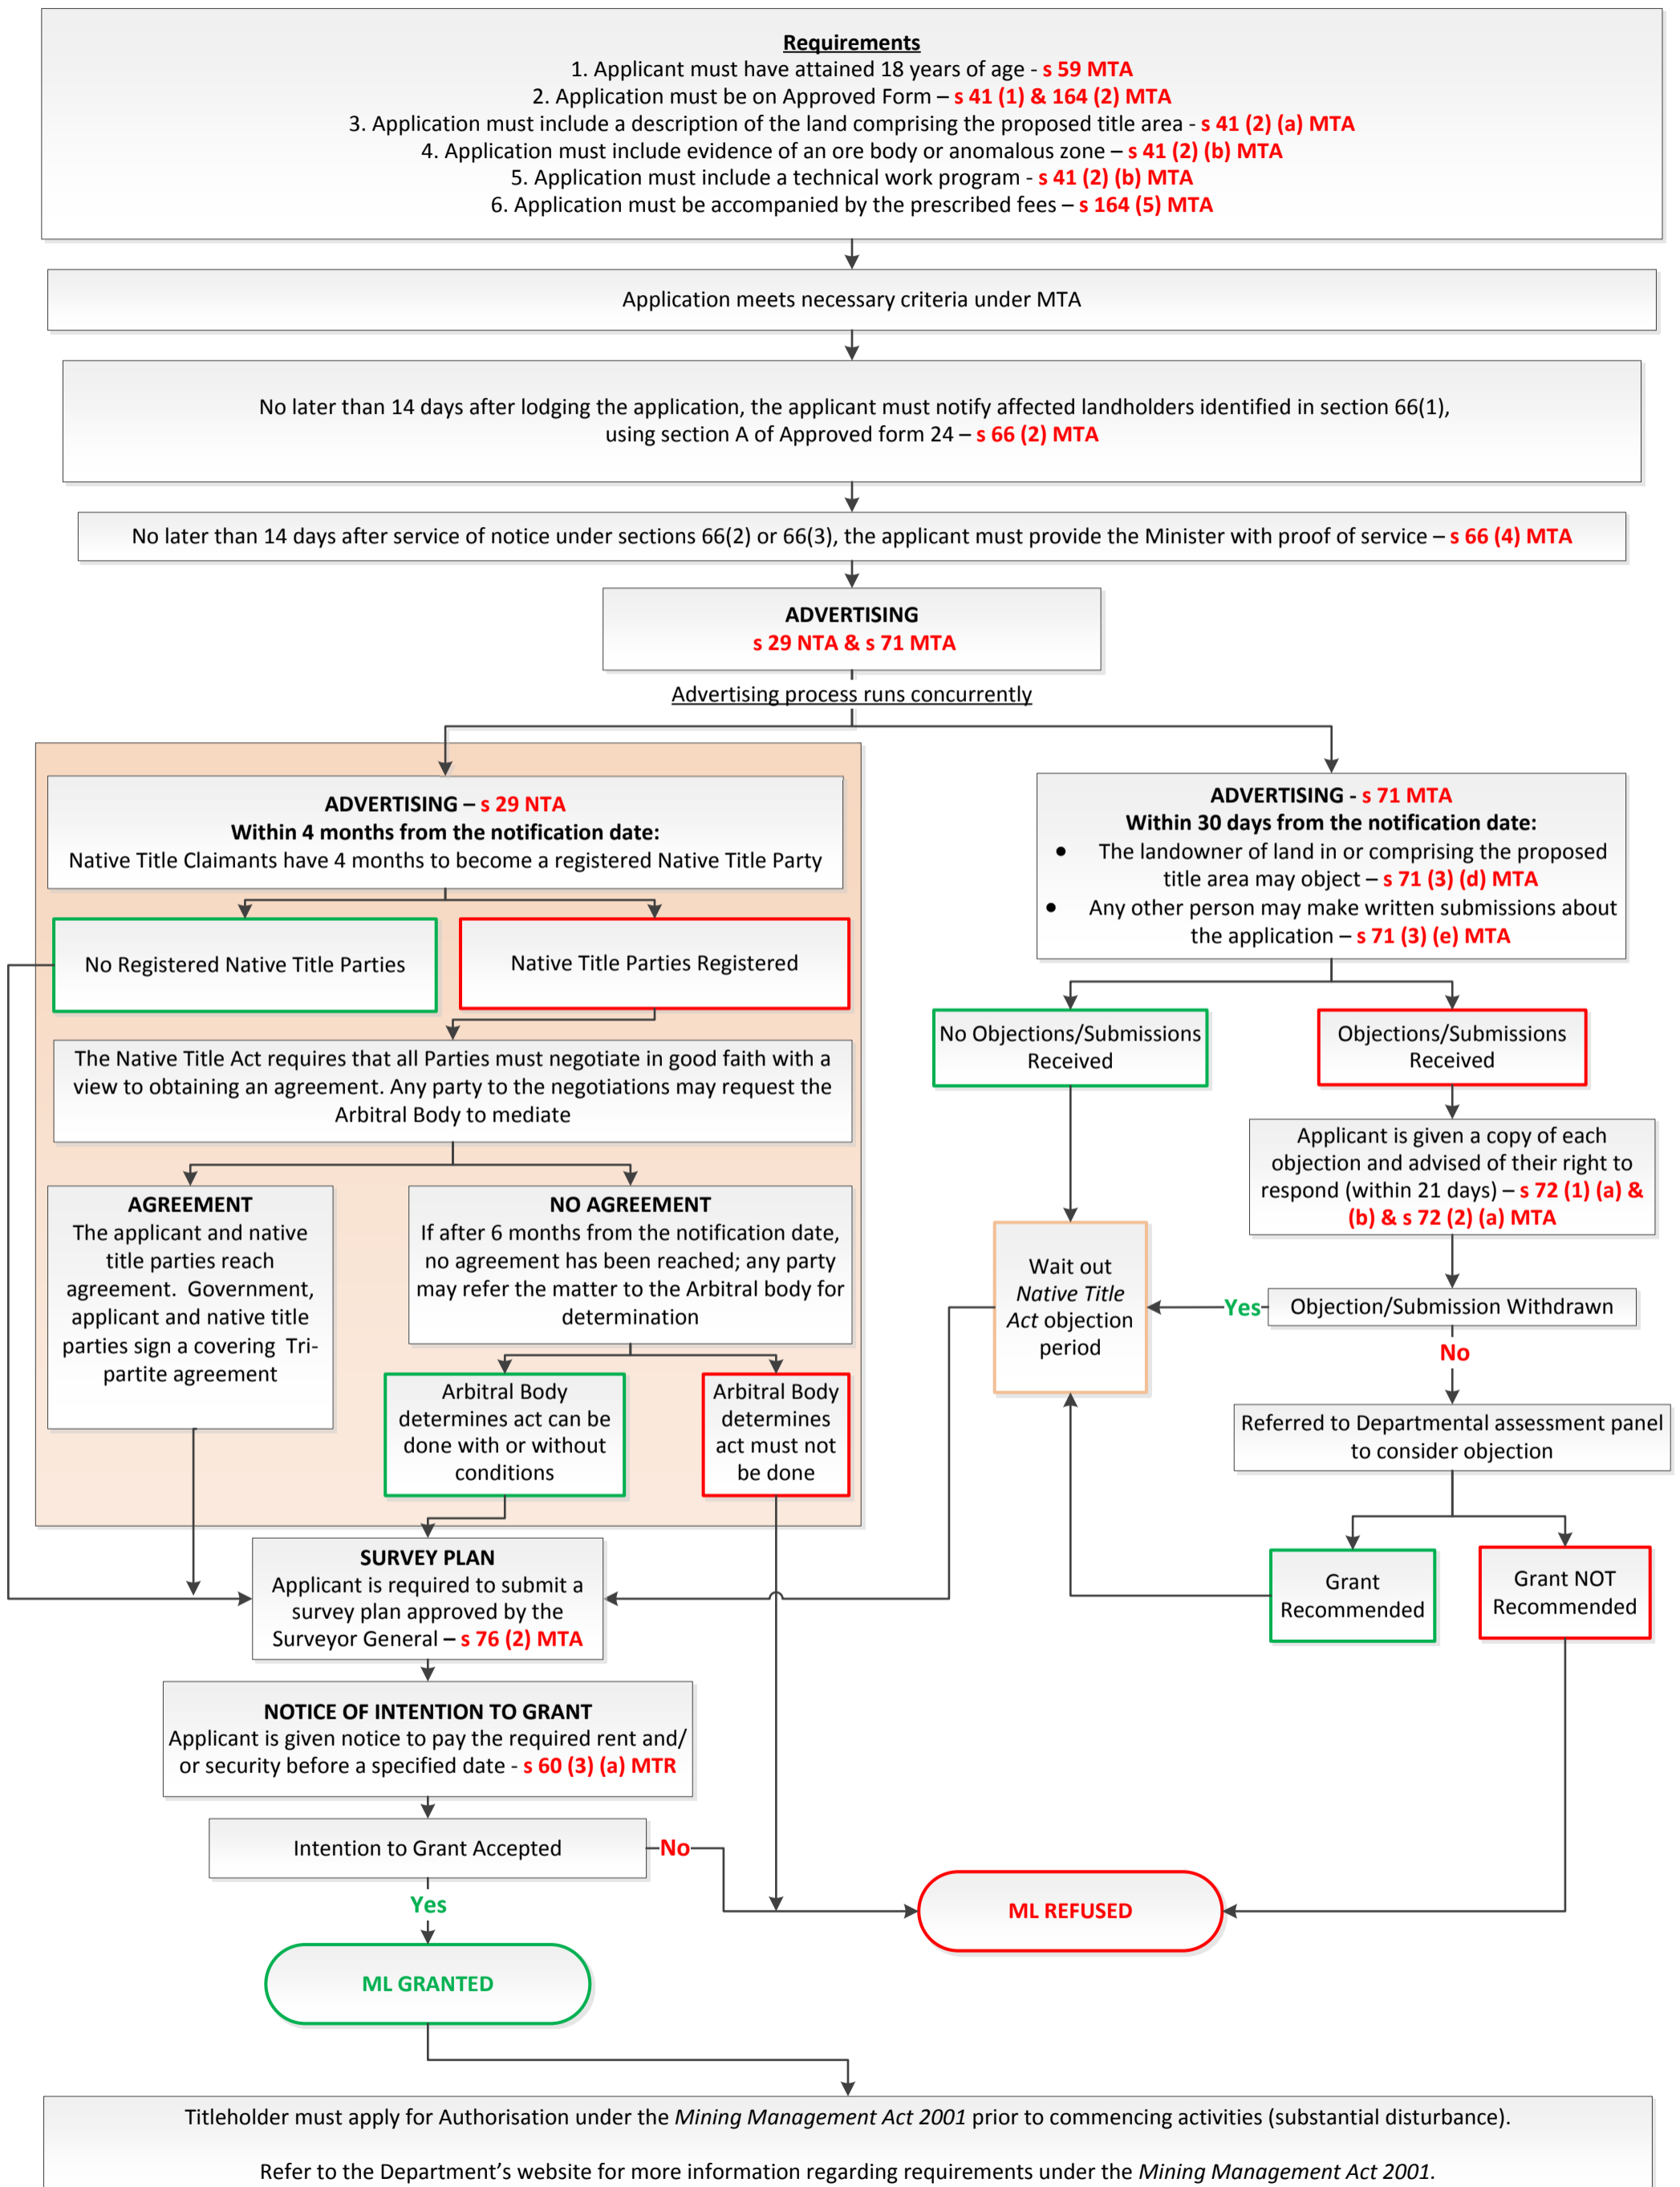 Requirements
1. Applicant must have attained 18 years of age - s 59 MTA
2. Application must be on Approved Form – s 41 (1) & 164 (2) MTA
3. Application must include a description of the land comprising the proposed title area - s 41 (2) (a) MTA
4. Application must include evidence of an ore body or anomalous zone – s 41 (2) (b) MTA
5. Application must include a technical work program - s 41 (2) (b) MTA
6. Application must be accompanied by the prescribed fees – s 164 (5) MTA
Application meets necessary criteria under MTA
No later than 14 days after lodging the application, the applicant must notify affected landholders identified in section 66(1),
using section A of Approved form 24 – s 66 (2) MTA
No later than 14 days after service of notice under sections 66(2) or 66(3), the applicant must provide the Minister with proof of service – s 66 (4) MTA
ADVERTISING
s 29 NTA & s 71 MTA
Advertising process runs concurrently
ADVERTISING – s 29 NTA
Within 4 months from the notification date:
Native Title Claimants have 4 months to become a registered Native Title Party
No Registered Native Title Parties
Native Title Parties Registered
The Native Title Act requires that all Parties must negotiate in good faith with a
view to obtaining an agreement. Any party to the negotiations may request the
Arbitral Body to mediate
AGREEMENT
The applicant and native
title parties reach
agreement. Government,
applicant and native title
parties sign a covering Tri-
partite agreement
NO AGREEMENT
If after 6 months from the notification date,
no agreement has been reached; any party
may refer the matter to the Arbitral body for
determination
Arbitral Body
determines act can be
done with or without
conditions
Arbitral Body
determines
act must not
be done
ADVERTISING - s 71 MTA
Within 30 days from the notification date:
• The landowner of land in or comprising the proposed
title area may object – s 71 (3) (d) MTA
• Any other person may make written submissions about
the application – s 71 (3) (e) MTA
No Objections/Submissions
Received
Objections/Submissions
Received
Applicant is given a copy of each
objection and advised of their right to
respond (within 21 days) – s 72 (1) (a) &
(b) & s 72 (2) (a) MTA
Wait out
Native Title
Act objection
period
Yes
Objection/Submission Withdrawn
No
Referred to Departmental assessment panel
to consider objection
Grant
Recommended
Grant NOT
Recommended
SURVEY PLAN
Applicant is required to submit a
survey plan approved by the
Surveyor General – s 76 (2) MTA
NOTICE OF INTENTION TO GRANT
Applicant is given notice to pay the required rent and/
or security before a specified date - s 60 (3) (a) MTR
Intention to Grant Accepted
No
Yes
ML REFUSED
ML GRANTED
Titleholder must apply for Authorisation under the Mining Management Act 2001 prior to commencing activities (substantial disturbance).
Refer to the Department’s website for more information regarding requirements under the Mining Management Act 2001.